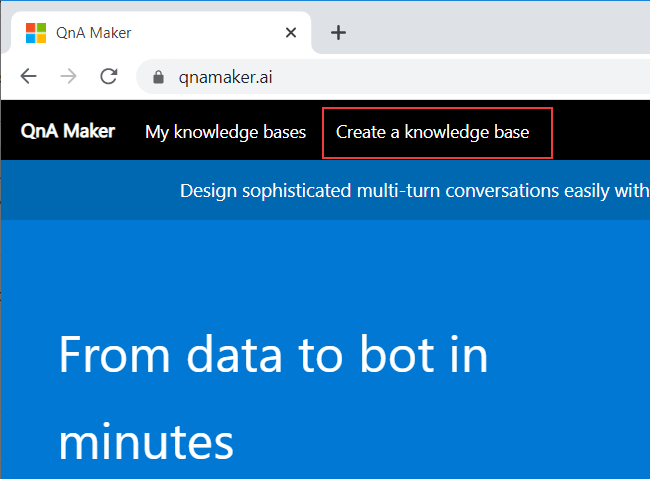 QnA Maker
qnamaker.ai
QnA Maker My knowledge bases Create a knowledge base
Design sophisticated multi-turn conversations easily with
From data to bot in
minutes